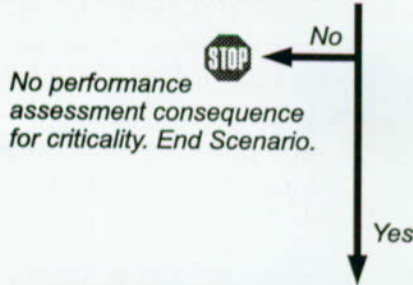 No
STOP
No performance
assessment consequence
for criticality. End Scenario.
Yes